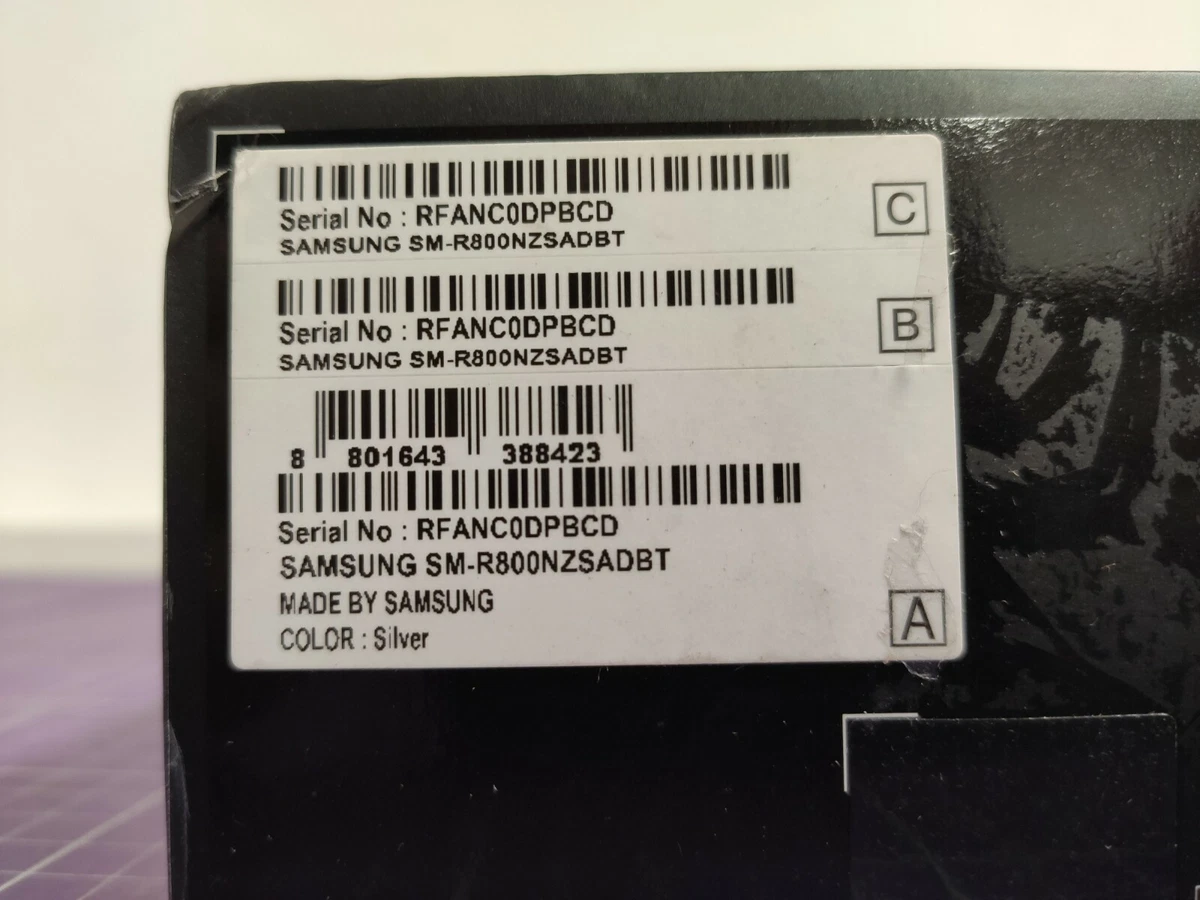 Serial No : RFANC0DPBCD
SAMSUNG SM-R800NZSADBT
C
Serial No : RFANC0DPBCD
SAMSUNG SM-R800NZSADBT
B
8 801643 388423
Serial No : RFANC0DPBCD
SAMSUNG SM-R800NZSADBT
MADE BY SAMSUNG
COLOR : Silver
A